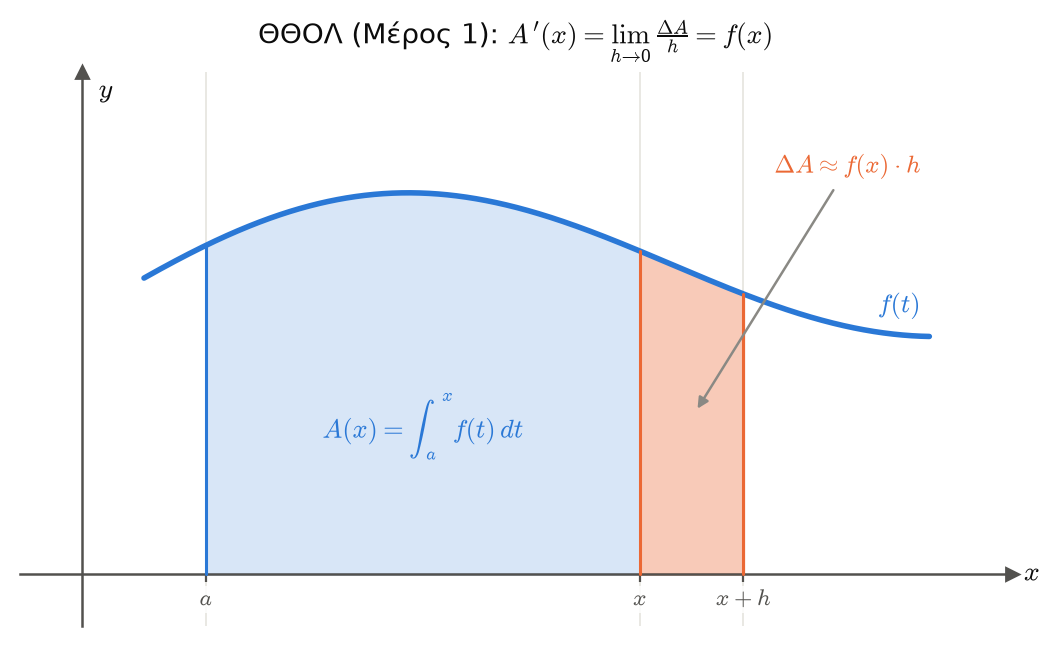 ΘΘΟΛ (Μέρος 1): A′(x) = lim_{h→0} ΔA/h = f(x)
y
ΔA ≈ f(x) · h
f(t)
A(x) = ∫_a^x f(t) dt
x
a
x
x + h